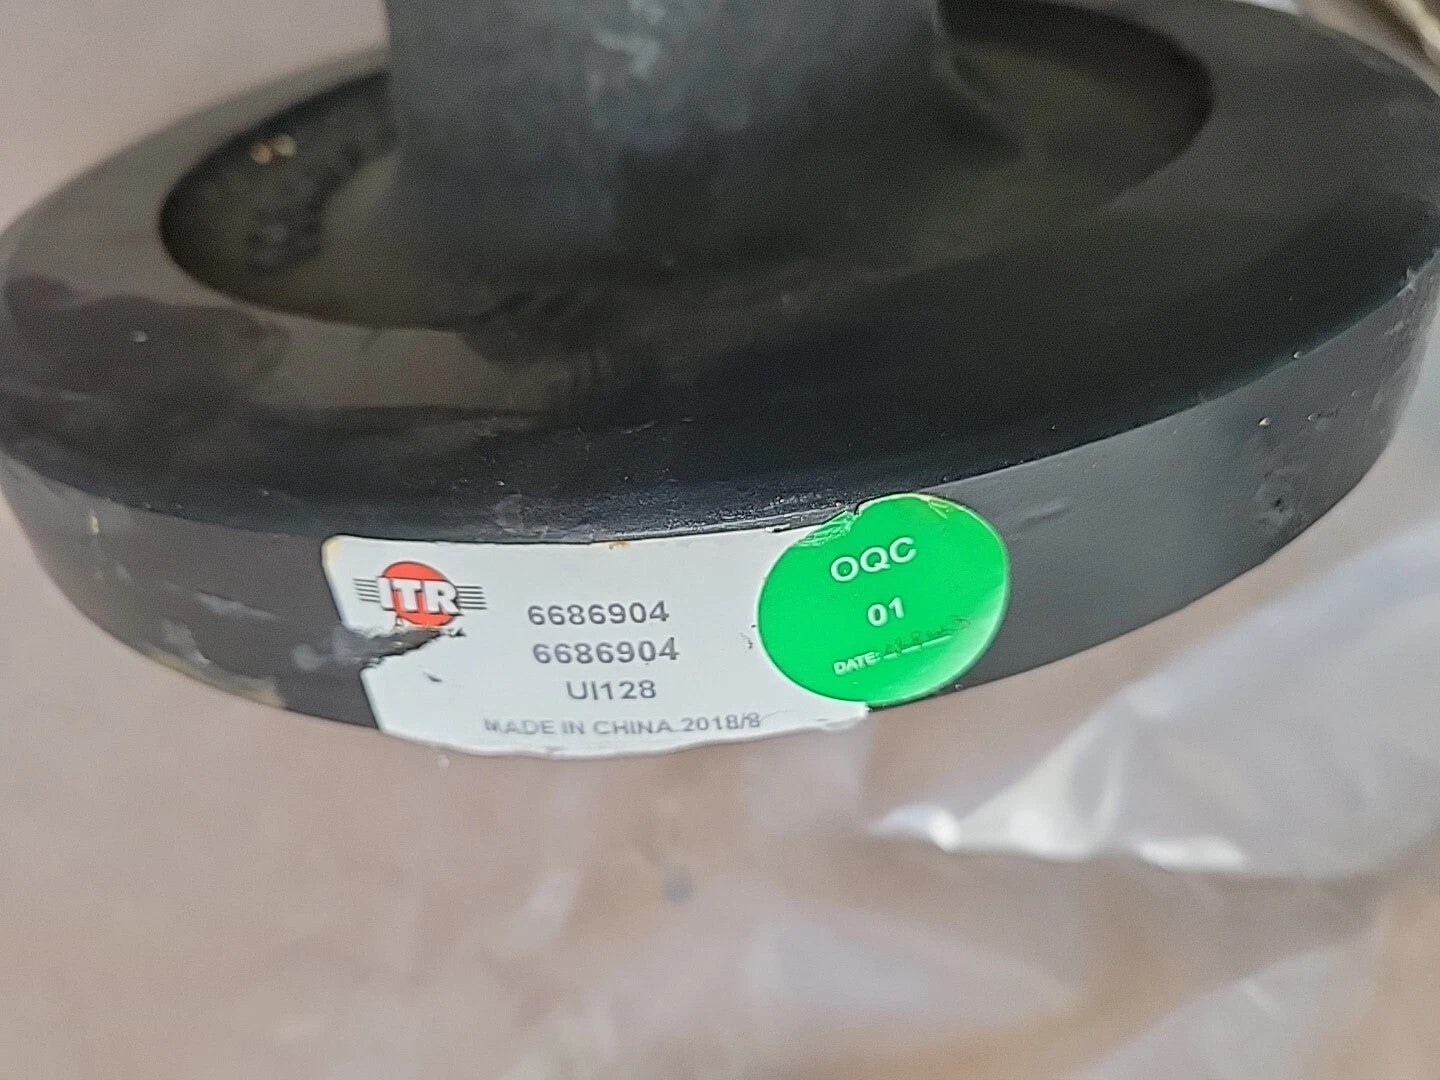 ITR
6686904
6686904
UI128
MADE IN CHINA 2018/8
OQC
01
DATE: